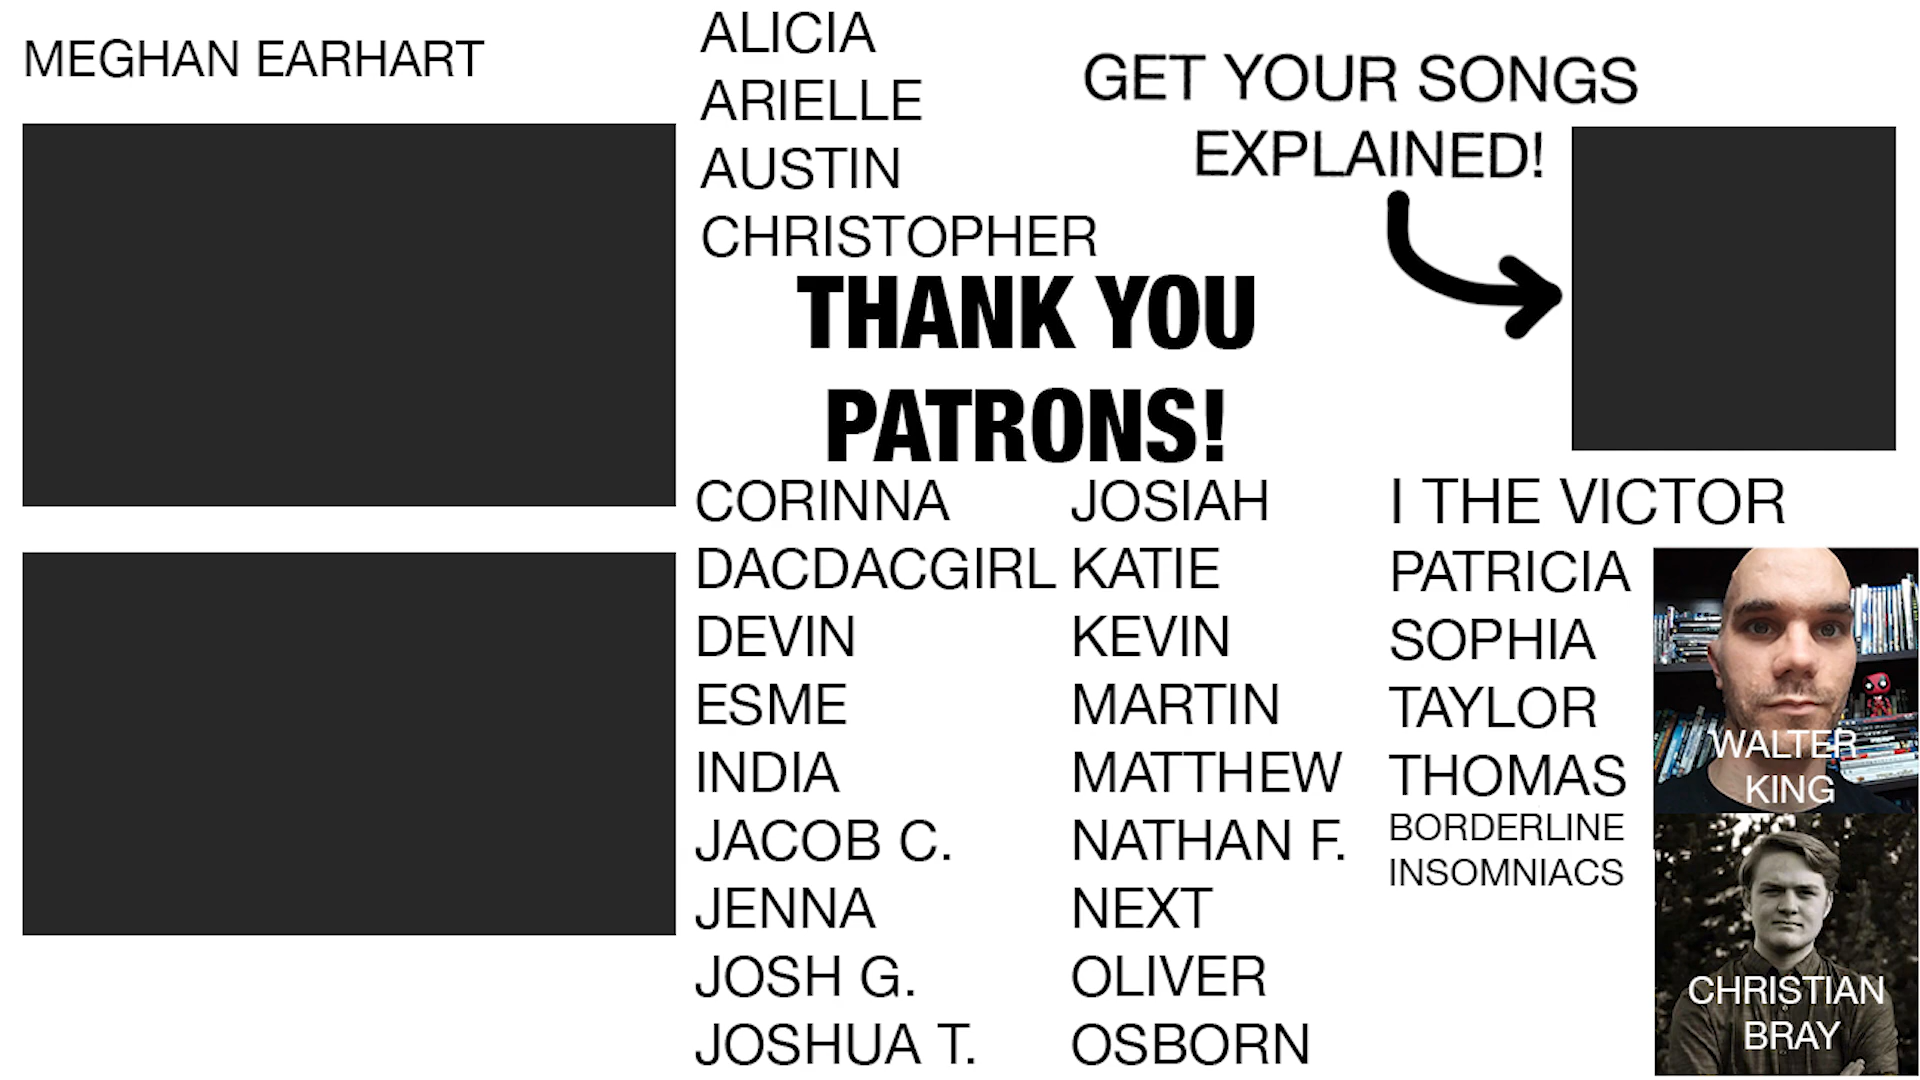 MEGHAN EARHART
ALICIA
ARIELLE
AUSTIN
CHRISTOPHER
GET YOUR SONGS
EXPLAINED!
THANK YOU
PATRONS!
CORINNA
DACDACGIRL
DEVIN
ESME
INDIA
JACOB C.
JENNA
JOSH G.
JOSHUA T.
JOSIAH
KATIE
KEVIN
MARTIN
MATTHEW
NATHAN F.
NEXT
OLIVER
OSBORN
I THE VICTOR
PATRICIA
SOPHIA
TAYLOR
THOMAS
BORDERLINE
INSOMNIACS
WALTER
KING
CHRISTIAN
BRAY